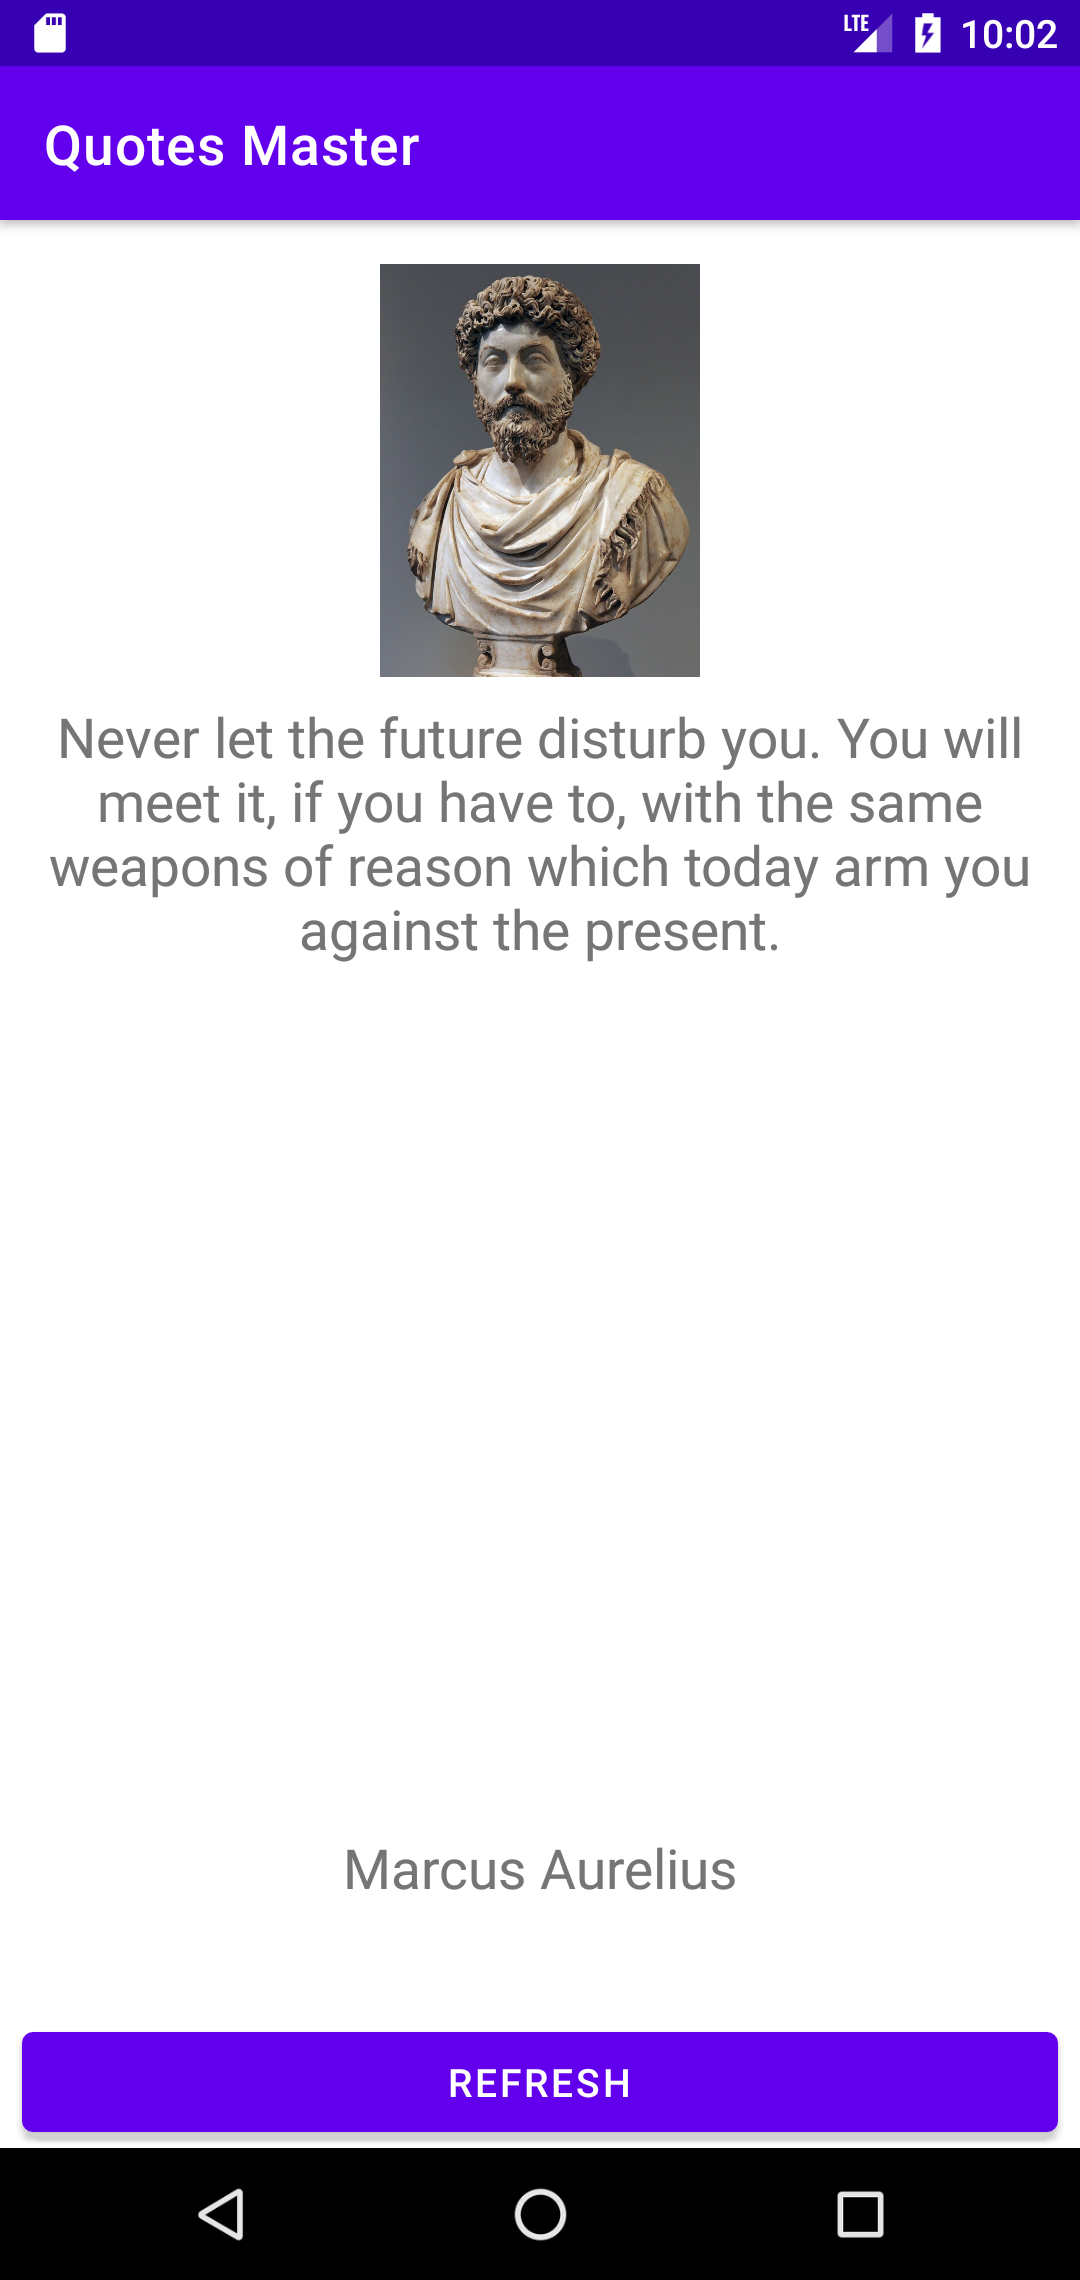 LTE 10:02
Quotes Master
Never let the future disturb you. You will
meet it, if you have to, with the same
weapons of reason which today arm you
against the present.
Marcus Aurelius
REFRESH